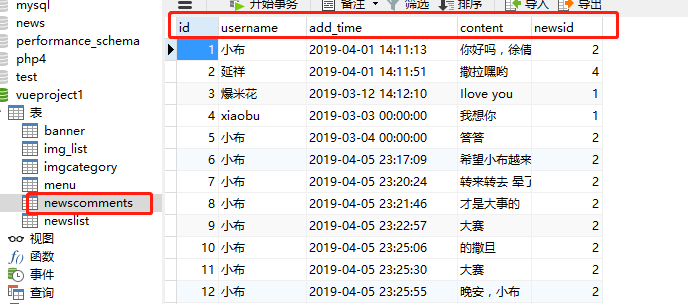 mysql
news
performance_schema
php4
test
vueproject1
表
banner
img_list
imgcategory
menu
newscomments
newslist
视图
函数
事件
查询
开始事务 备注 筛选 排序 导入 导出
id username add_time content newsid
1 小布 2019-04-01 14:11:13 你好吗，徐倩 2
2 延祥 2019-04-01 14:11:51 撒拉嘿哟 4
3 爆米花 2019-03-12 14:12:10 Ilove you 1
4 xiaobu 2019-03-03 00:00:00 我想你 1
5 小布 2019-03-04 00:00:00 答答 2
6 小布 2019-04-05 23:17:09 希望小布越来 2
7 小布 2019-04-05 23:20:24 转来转去 晕了 2
8 小布 2019-04-05 23:21:46 才是大事的 2
9 小布 2019-04-05 23:22:57 大赛 2
10 小布 2019-04-05 23:25:06 的撒旦 2
11 小布 2019-04-05 23:25:30 大赛 2
12 小布 2019-04-05 23:25:55 晚安，小布 2